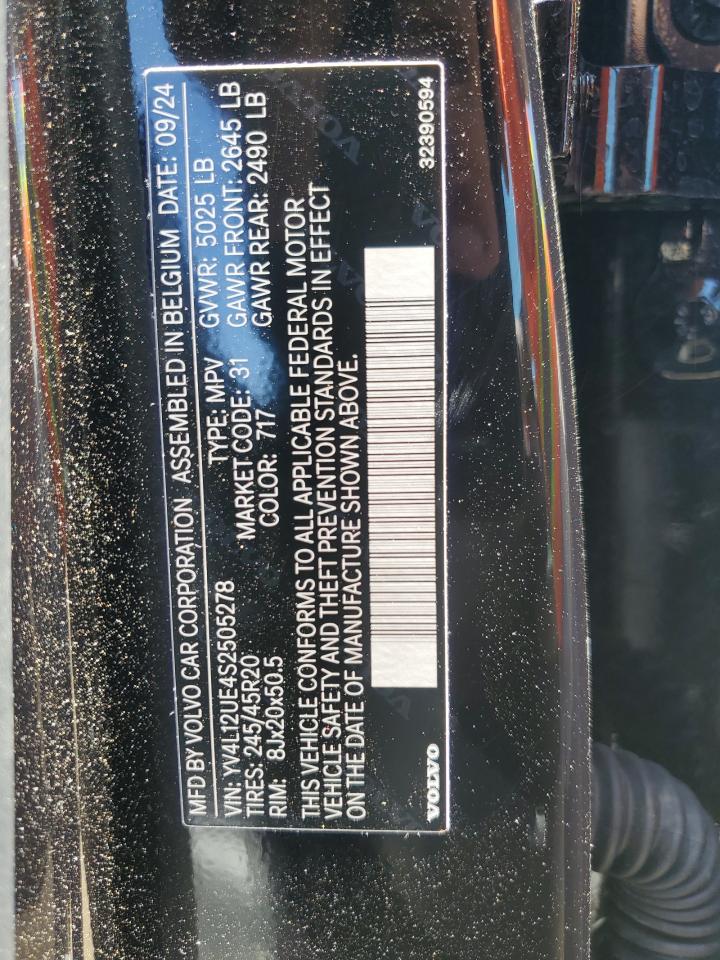 MFD BY VOLVO CAR CORPORATION ASSEMBLED IN BELGIUM DATE: 09/24
VIN: YV4L12UE4S2505278 TYPE: MPV GVWR: 5025 LB
TIRES: 245/45R20 MARKET CODE: 31 GAWR FRONT: 2645 LB
RIM: 8Jx20x50.5 COLOR: 717 GAWR REAR: 2490 LB
THIS VEHICLE CONFORMS TO ALL APPLICABLE FEDERAL MOTOR
VEHICLE SAFETY AND THEFT PREVENTION STANDARDS IN EFFECT
ON THE DATE OF MANUFACTURE SHOWN ABOVE.
VOLVO 32390594